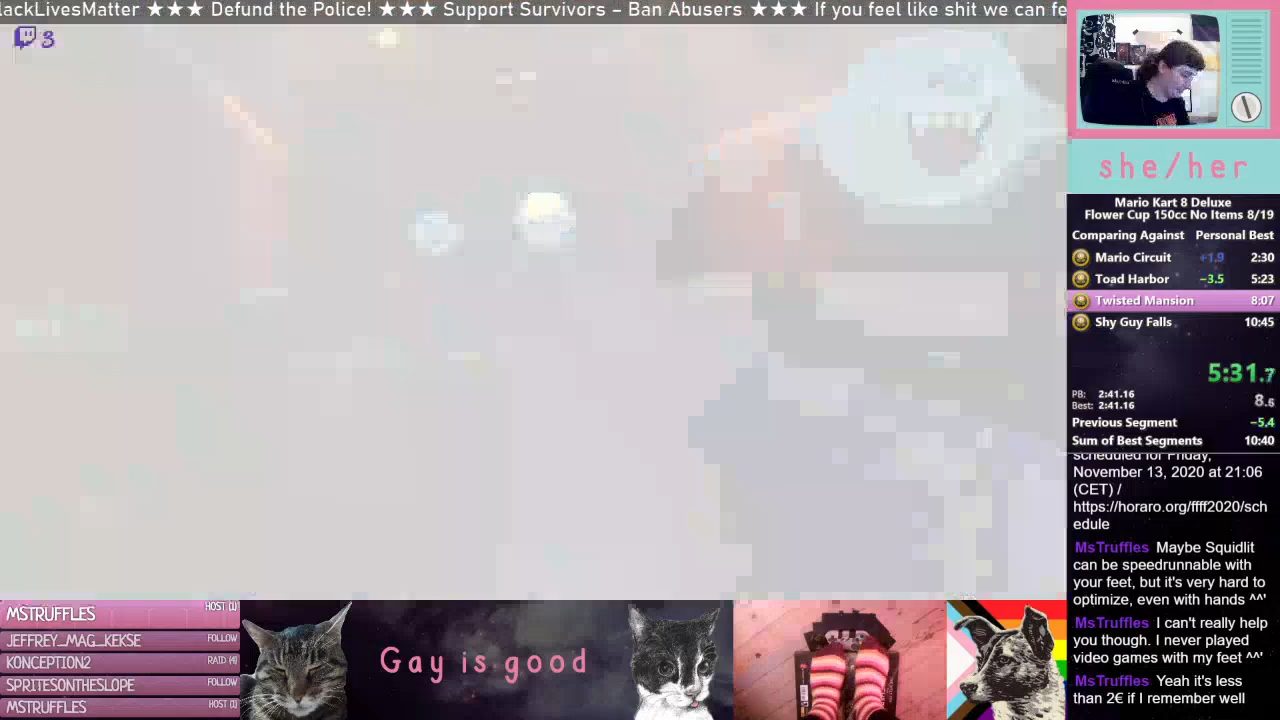 lackLivesMatter ★★★ Defund the Police! ★★★ Support Survivors – Ban Abusers ★★★ If you feel like shit we can fe
3
she/her
Mario Kart 8 Deluxe
Flower Cup 150cc No Items 8/19
Comparing Against Personal Best
Mario Circuit +1.9 2:30
Toad Harbor −3.5 5:23
Twisted Mansion 8:07
Shy Guy Falls 10:45
5:31.7
PB: 2:41.16
Best: 2:41.16
8.6
Previous Segment −5.4
Sum of Best Segments 10:40
scheduled for Friday,
November 13, 2020 at 21:06
(CET) /
https://horaro.org/ffff2020/sch
edule
MsTruffles Maybe Squidlit
can be speedrunnable with
your feet, but it's very hard to
optimize, even with hands ^^'
MsTruffles I can't really help
you though. I never played
video games with my feet ^^'
MsTruffles Yeah it's less
than 2€ if I remember well
MSTRUFFLES HOST (1)
JEFFREY_MAG_KEKSE FOLLOW
KONCEPTION2 RAID (4)
SPRITESONTHESLOPE FOLLOW
MSTRUFFLES HOST (1)
Gay is good